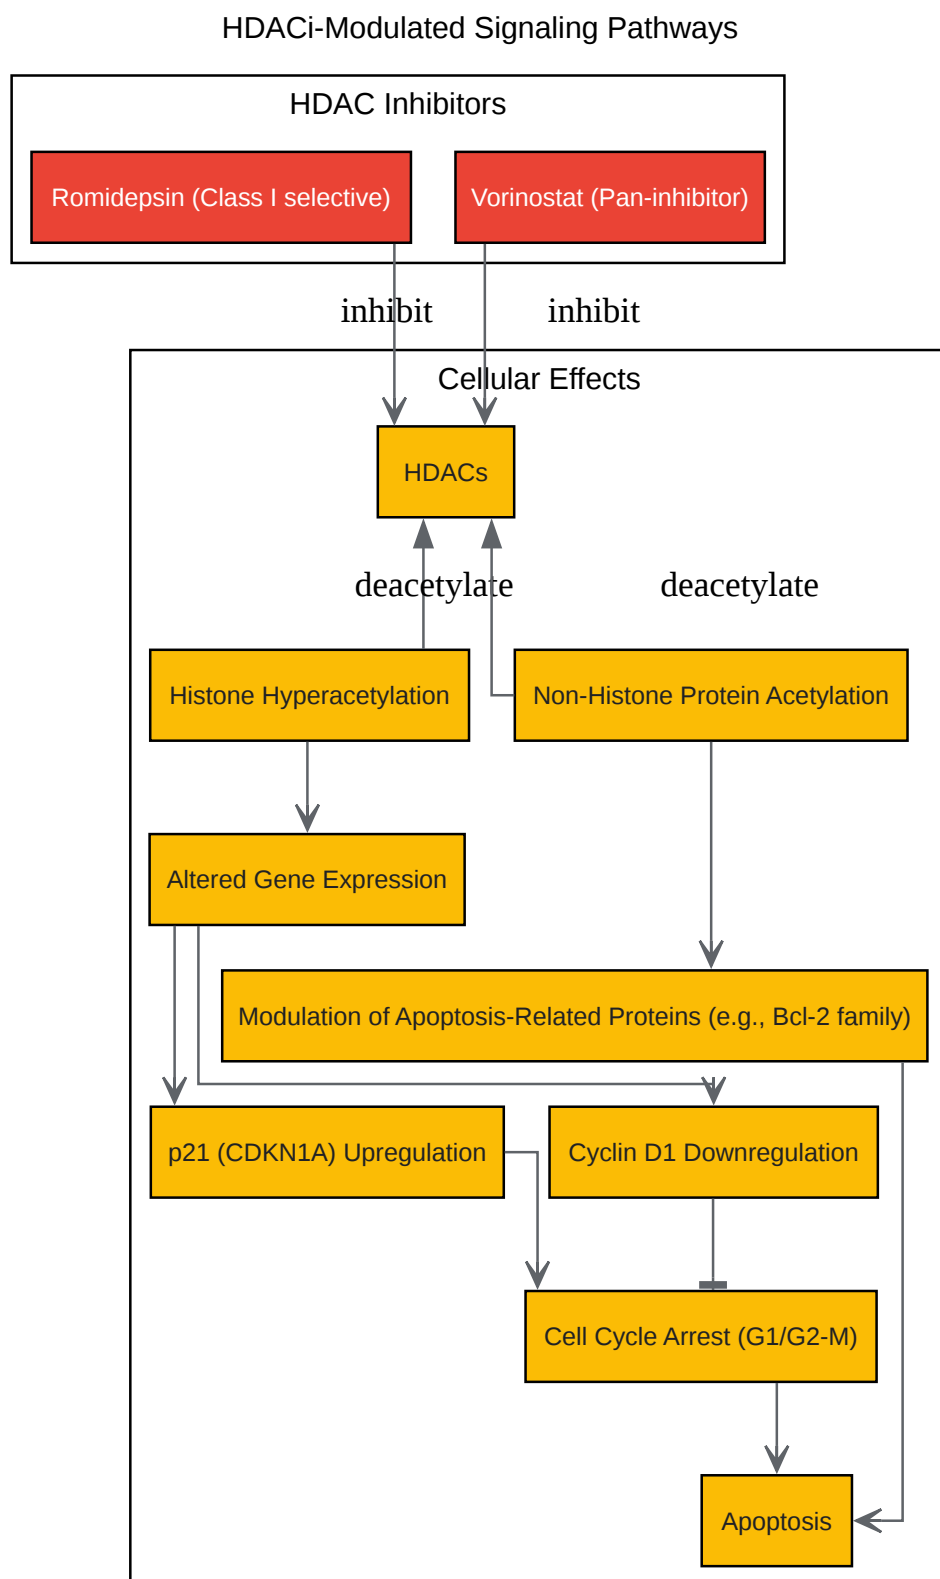 HDACi-Modulated Signaling Pathways
HDAC Inhibitors
Romidepsin (Class I selective)
Vorinostat (Pan-inhibitor)
inhibit
inhibit
Cellular Effects
HDACs
deacetylate
deacetylate
Histone Hyperacetylation
Non-Histone Protein Acetylation
Altered Gene Expression
Modulation of Apoptosis-Related Proteins (e.g., Bcl-2 family)
p21 (CDKN1A) Upregulation
Cyclin D1 Downregulation
Cell Cycle Arrest (G1/G2-M)
Apoptosis